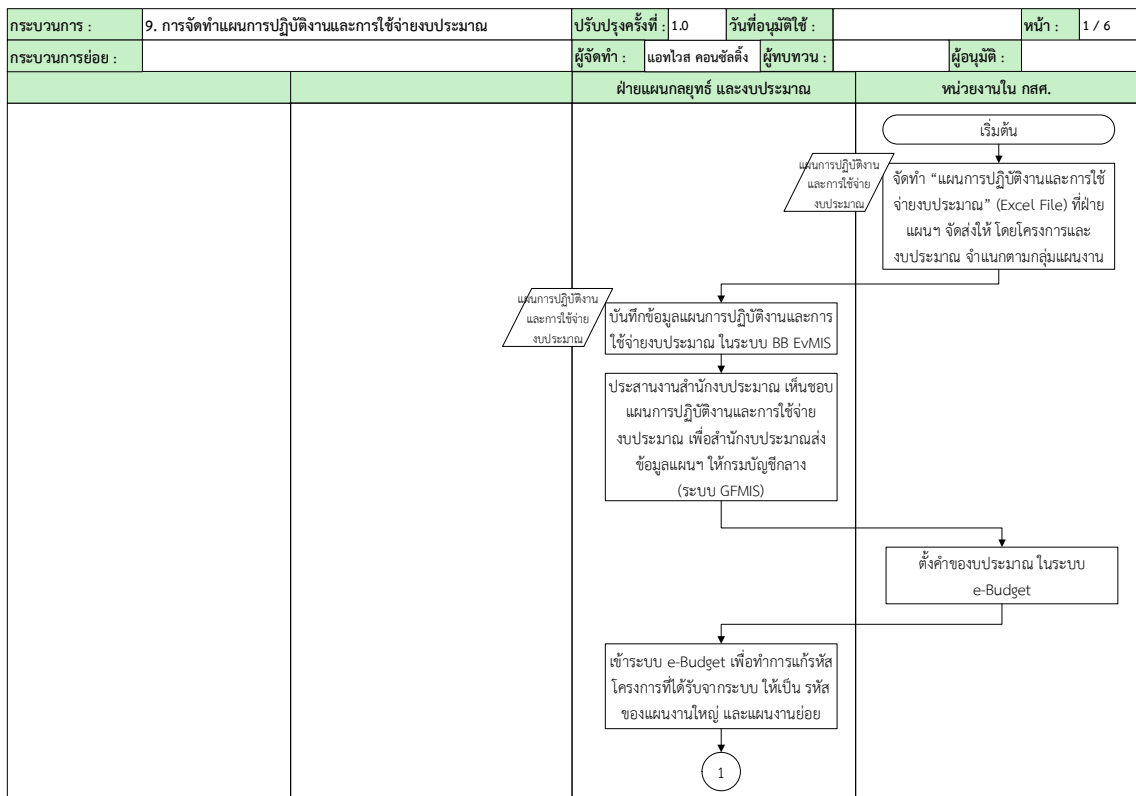 กระบวนการ : 9. การจัดทำแผนการปฏิบัติงานและการใช้จ่ายงบประมาณ ปรับปรุงครั้งที่ : 1.0 วันที่อนุมัติใช้ : หน้า : 1 / 6
กระบวนการย่อย : ผู้จัดทำ : แอทไวส คอนซัลติ้ง ผู้ทบทวน : ผู้อนุมัติ :
ฝ่ายแผนกลยุทธ์ และงบประมาณ หน่วยงานใน กสศ.
เริ่มต้น
แผนการปฏิบัติงาน
และการใช้จ่าย
งบประมาณ
จัดทำ “แผนการปฏิบัติงานและการใช้
จ่ายงบประมาณ” (Excel File) ที่ฝ่าย
แผนฯ จัดส่งให้ โดยโครงการและ
งบประมาณ จำแนกตามกลุ่มแผนงาน
แผนการปฏิบัติงาน
และการใช้จ่าย
งบประมาณ
บันทึกข้อมูลแผนการปฏิบัติงานและการ
ใช้จ่ายงบประมาณ ในระบบ BB EvMIS
ประสานงานสำนักงบประมาณ เห็นชอบ
แผนการปฏิบัติงานและการใช้จ่าย
งบประมาณ เพื่อสำนักงบประมาณส่ง
ข้อมูลแผนฯ ให้กรมบัญชีกลาง
(ระบบ GFMIS)
ตั้งคำของบประมาณ ในระบบ
e-Budget
เข้าระบบ e-Budget เพื่อทำการแก้รหัส
โครงการที่ได้รับจากระบบ ให้เป็น รหัส
ของแผนงานใหญ่ และแผนงานย่อย
1